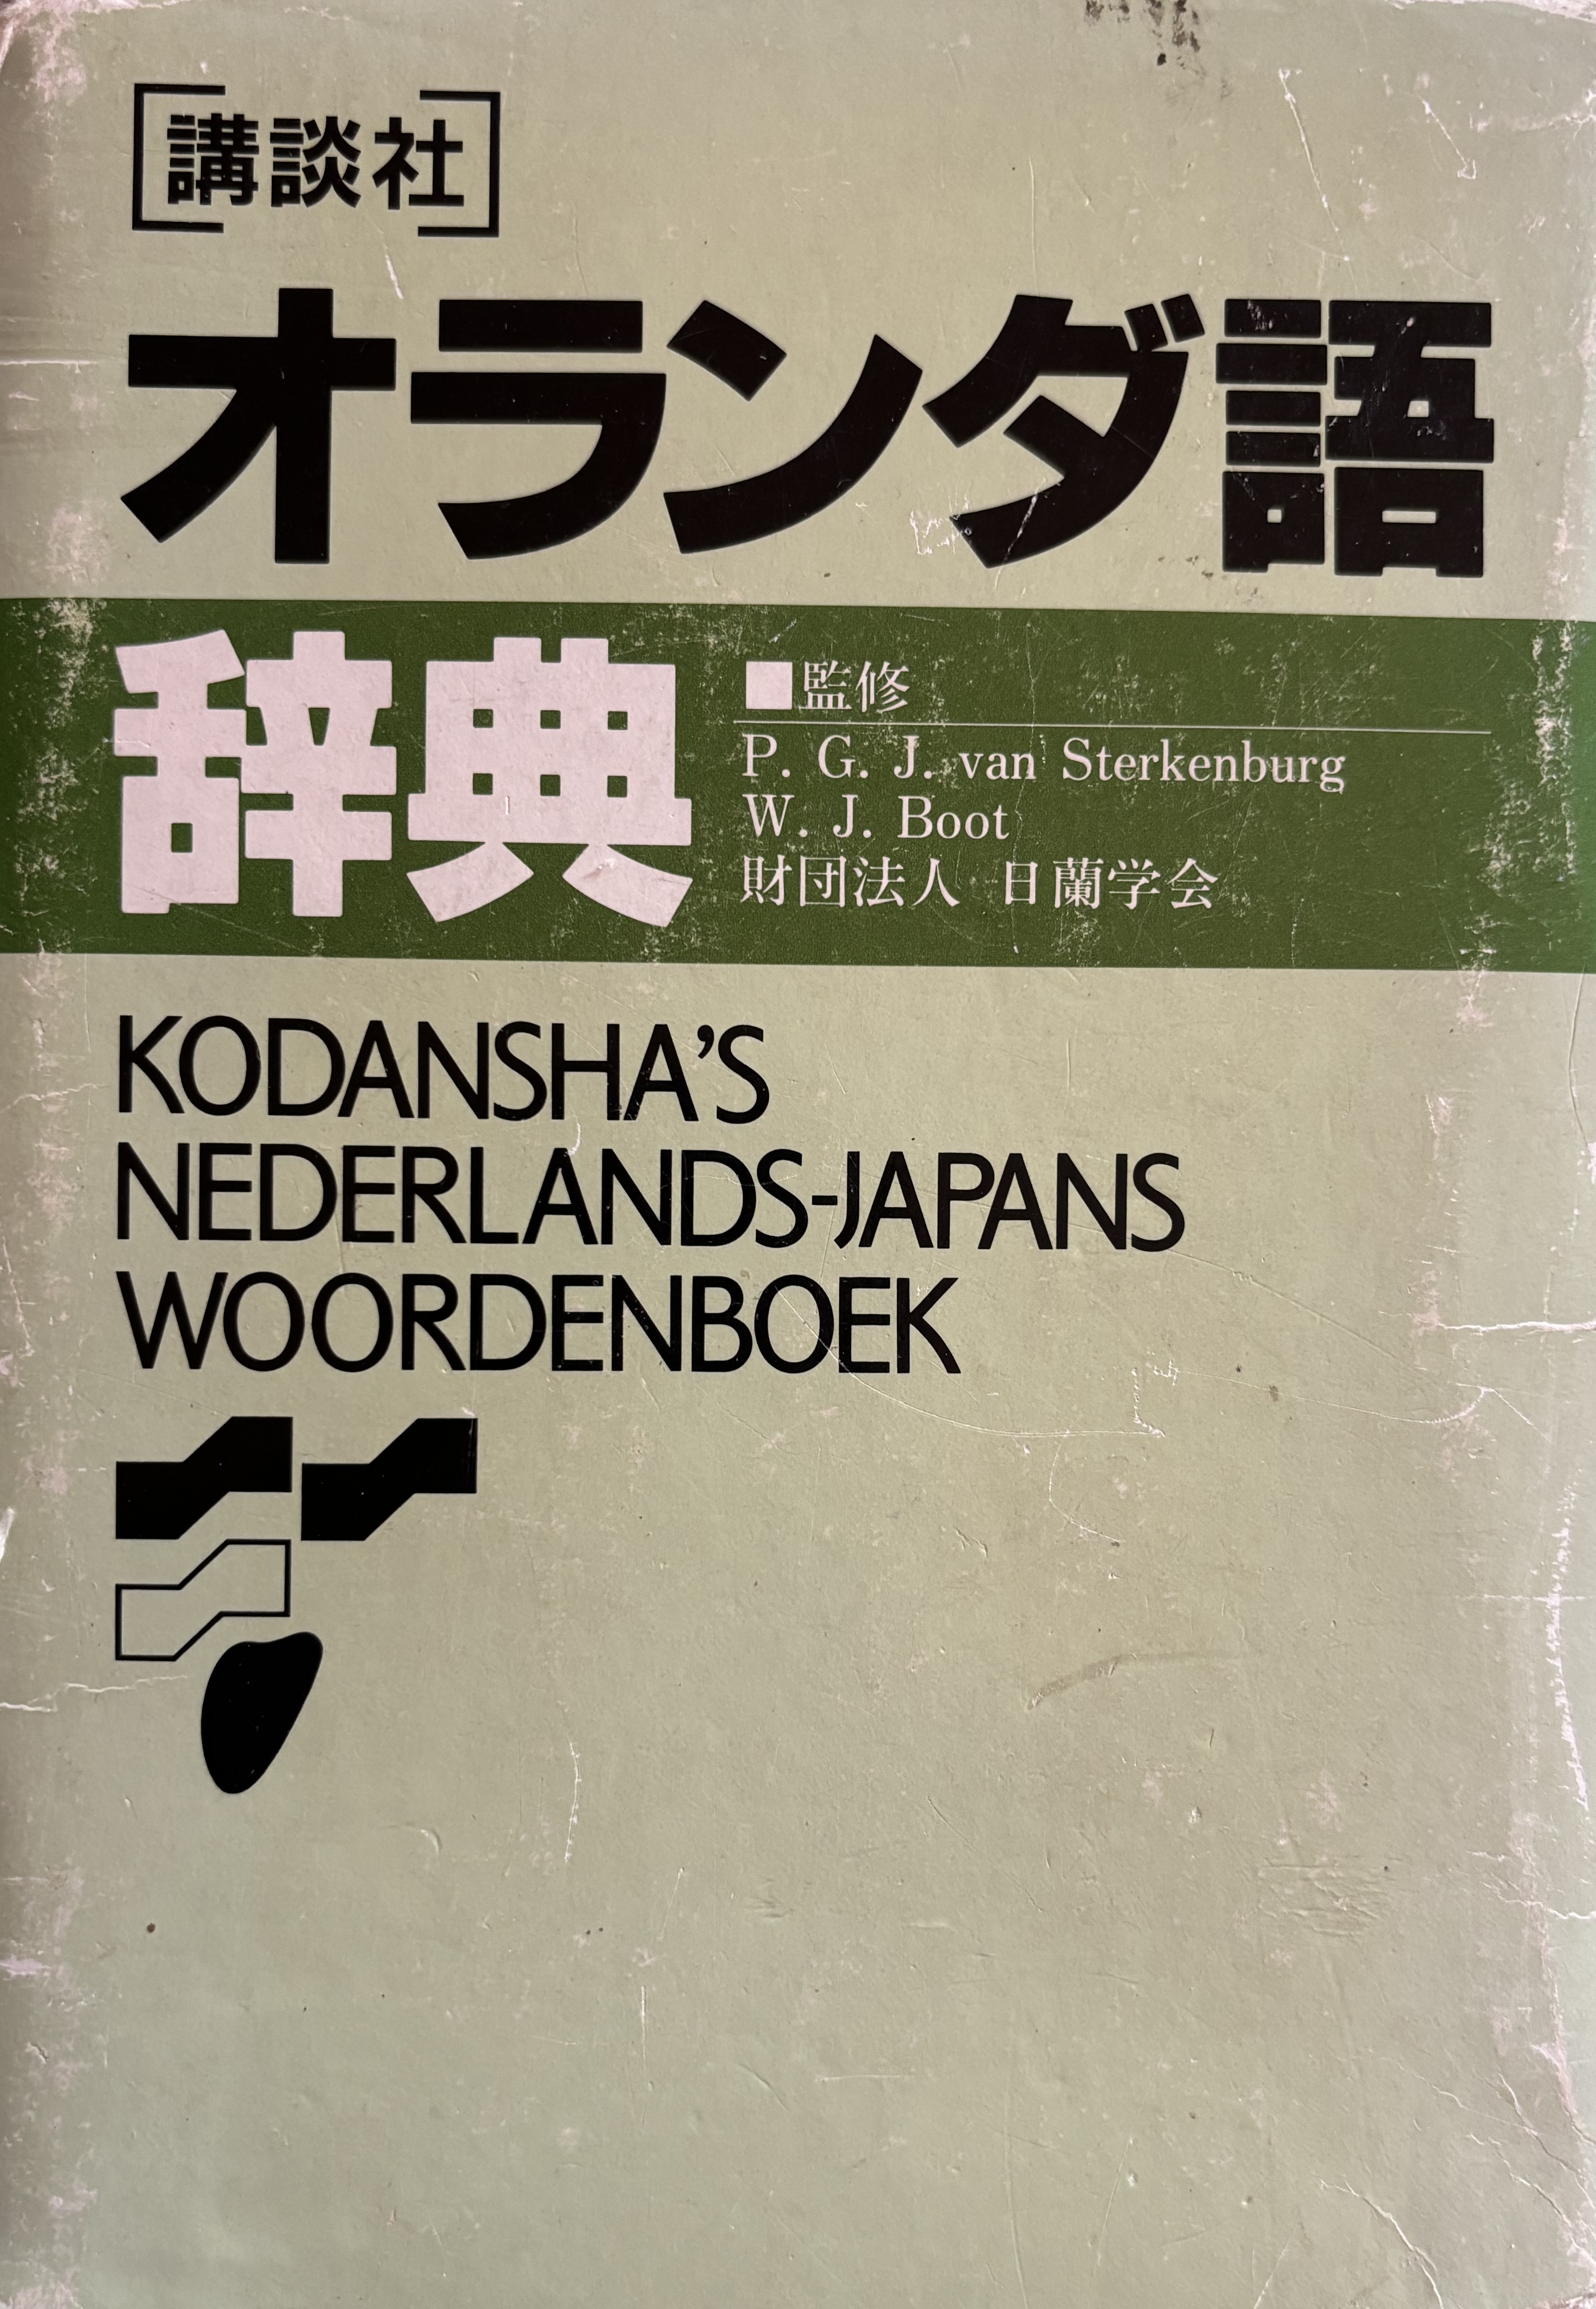 [講談社]
オランダ語
辞典
■監修
P. G. J. van Sterkenburg
W. J. Boot
財団法人 日蘭学会
KODANSHA'S
NEDERLANDS-JAPANS
WOORDENBOEK